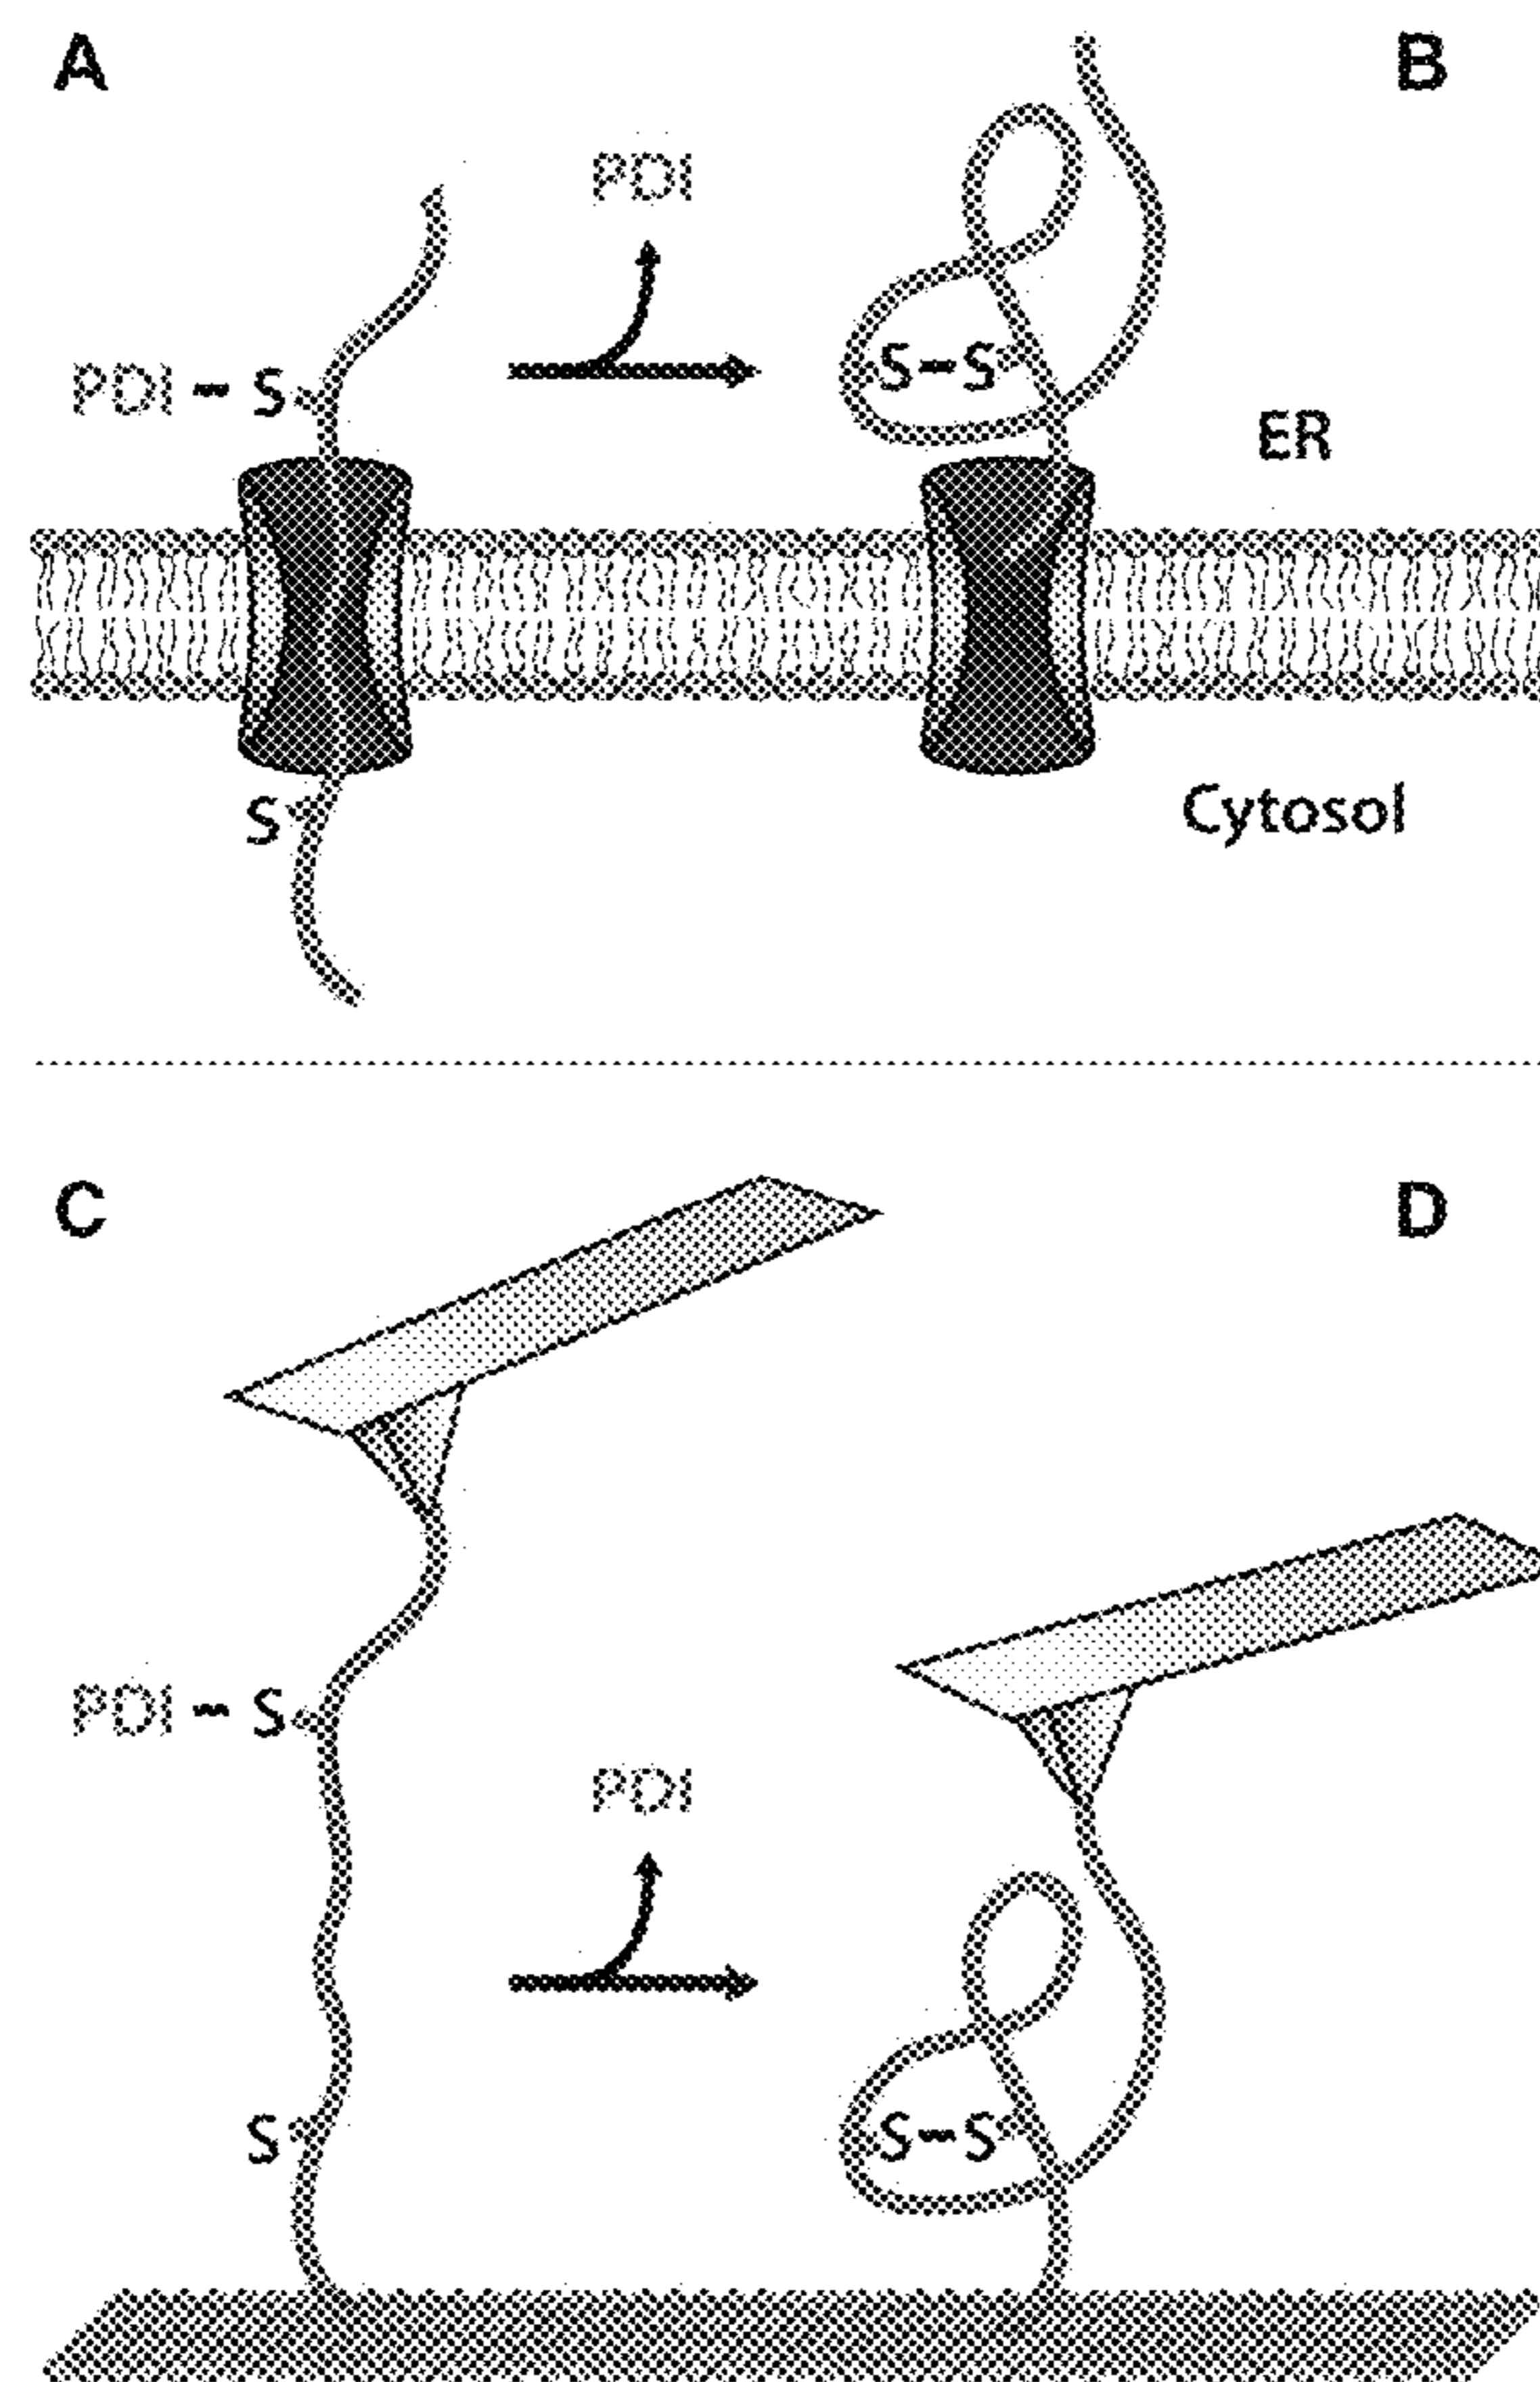 A
B
PDI
PDI - S
S-S
ER
S
Cytosol
C
D
PDI - S
PDI
S
S-S